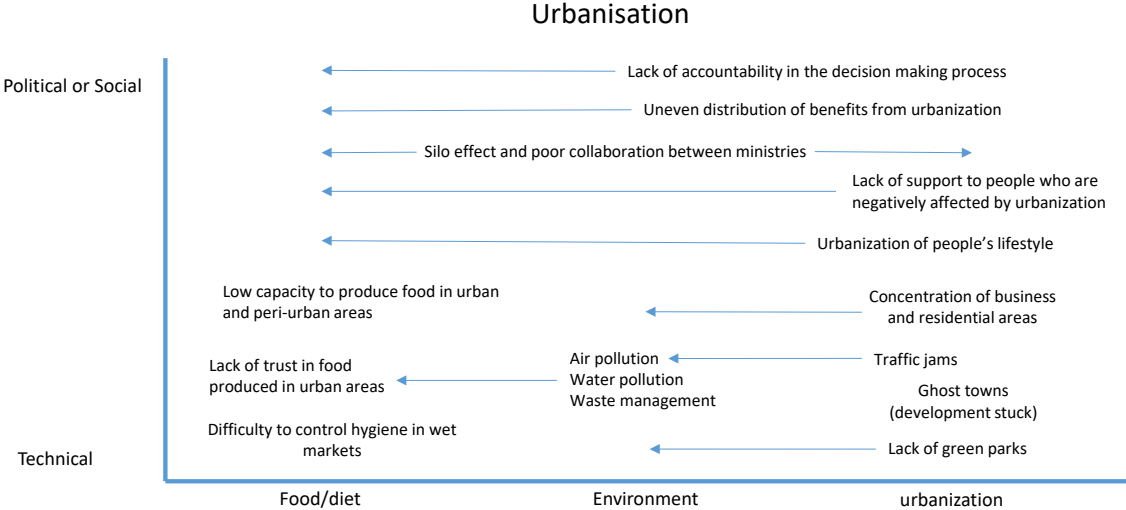 Urbanisation
Political or Social
Lack of accountability in the decision making process
Uneven distribution of benefits from urbanization
Silo effect and poor collaboration between ministries
Lack of support to people who are
negatively affected by urbanization
Urbanization of people’s lifestyle
Low capacity to produce food in urban
and peri-urban areas
Concentration of business
and residential areas
Lack of trust in food
produced in urban areas
Air pollution
Water pollution
Waste management
Traffic jams
Ghost towns
(development stuck)
Difficulty to control hygiene in wet
markets
Lack of green parks
Technical
Food/diet
Environment
urbanization